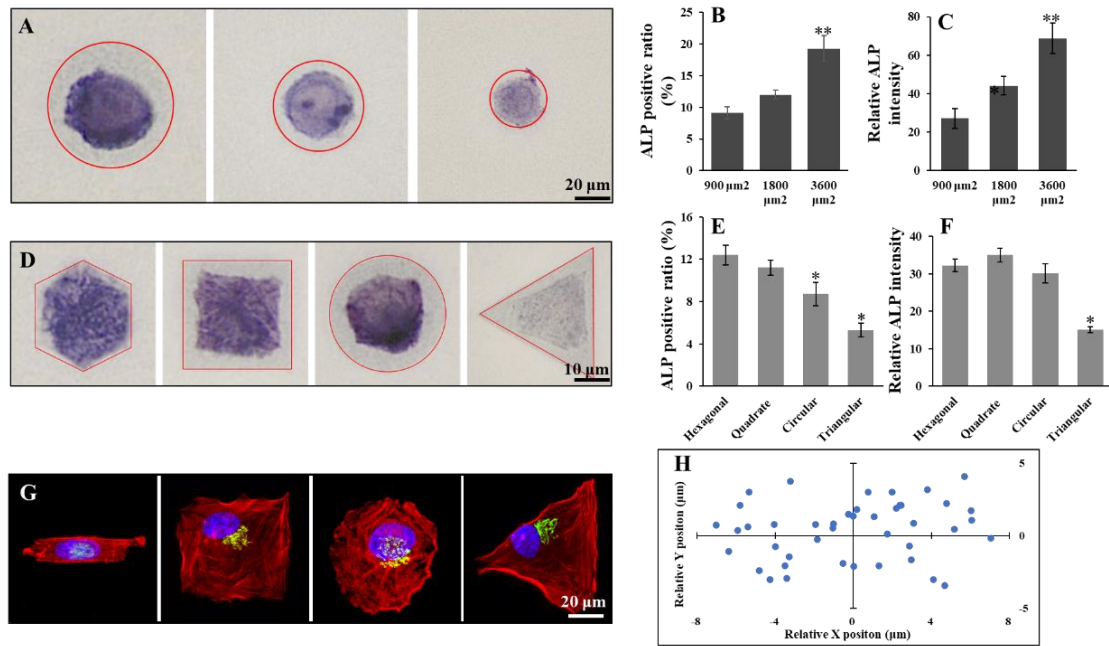 A
20 µm
B
ALP positive ratio
(%)
25
20
15
10
5
0
**
900 µm2
1800
µm2
3600
µm2
C
Relative ALP
intensity
80
60
40
20
0
*
**
900 µm2
1800
µm2
3600
µm2
D
10 µm
E
ALP positive ratio (%)
16
12
8
4
0
*
*
Hexagonal
Quadrate
Circular
Triangular
F
Relative ALP intensity
40
30
20
10
0
*
Hexagonal
Quadrate
Circular
Triangular
G
20 µm
H
Relative Y position (µm)
5
0
-5
-8
-4
0
4
8
Relative X positon (µm)